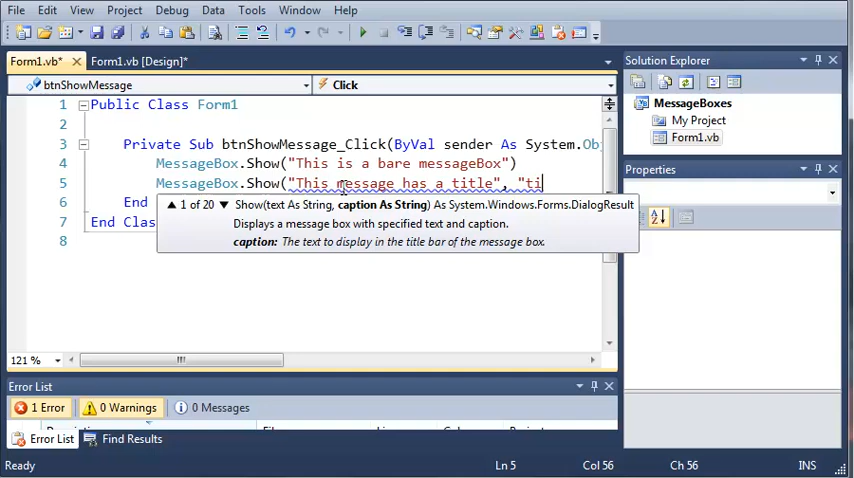 File Edit View Project Debug Data Tools Window Help
Form1.vb* Form1.vb [Design]*
btnShowMessage Click
1 Public Class Form1
2
3 Private Sub btnShowMessage_Click(ByVal sender As System.Ob
4 MessageBox.Show("This is a bare messageBox")
5 MessageBox.Show("This message has a title", "ti
6 End
1 of 20 Show(text As String, caption As String) As System.Windows.Forms.DialogResult
Displays a message box with specified text and caption.
caption: The text to display in the title bar of the message box.
7 End Clas
8
121 %
Solution Explorer
MessageBoxes
My Project
Form1.vb
Properties
Error List
1 Error 0 Warnings 0 Messages
Error List Find Results
Ready Ln 5 Col 56 Ch 56 INS